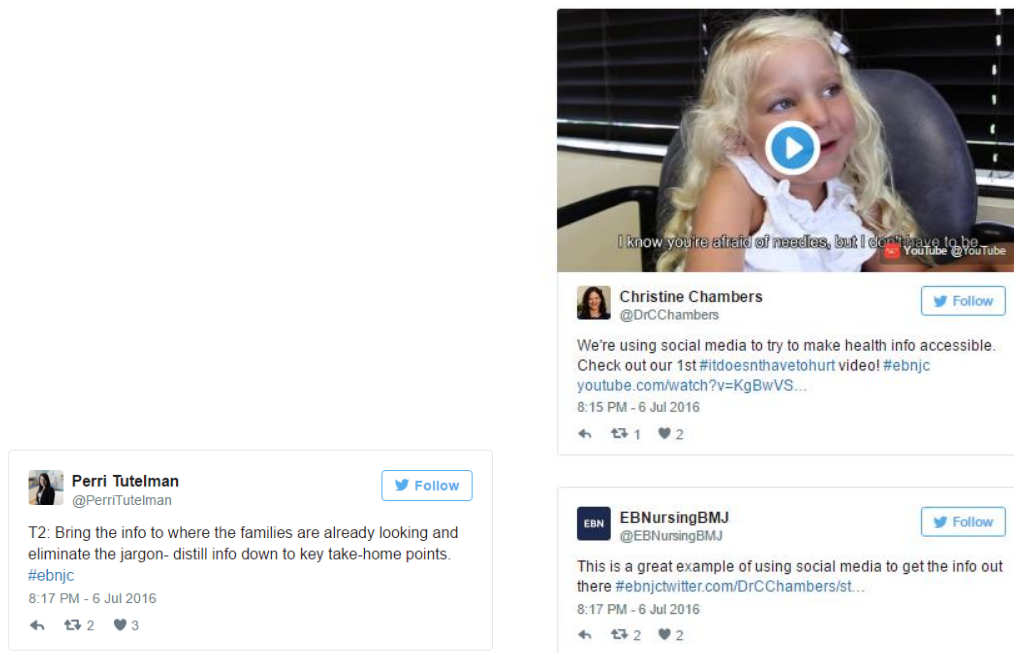 I know you're afraid of needles, but I don't have to be.
YouTube @YouTube
Christine Chambers
@DrCChambers
Follow
We're using social media to try to make health info accessible.
Check out our 1st #itdoesnthavetohurt video! #ebnjc
youtube.com/watch?v=KgBwVS...
8:15 PM - 6 Jul 2016
1 2
Perri Tutelman
@PerriTutelman
Follow
T2: Bring the info to where the families are already looking and
eliminate the jargon- distill info down to key take-home points.
#ebnjc
8:17 PM - 6 Jul 2016
2 3
EBN
EBNursingBMJ
@EBNursingBMJ
Follow
This is a great example of using social media to get the info out
there #ebnjctwitter.com/DrCChambers/st...
8:17 PM - 6 Jul 2016
2 2